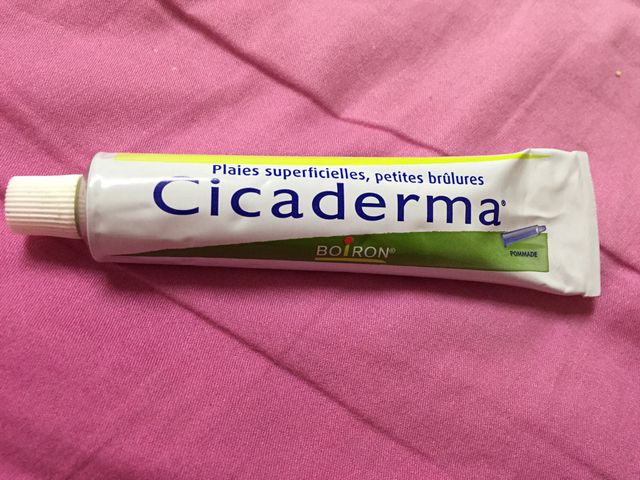 Plaies superficielles, petites brûlures
Cicaderma®
BOIRON®
POMMADE